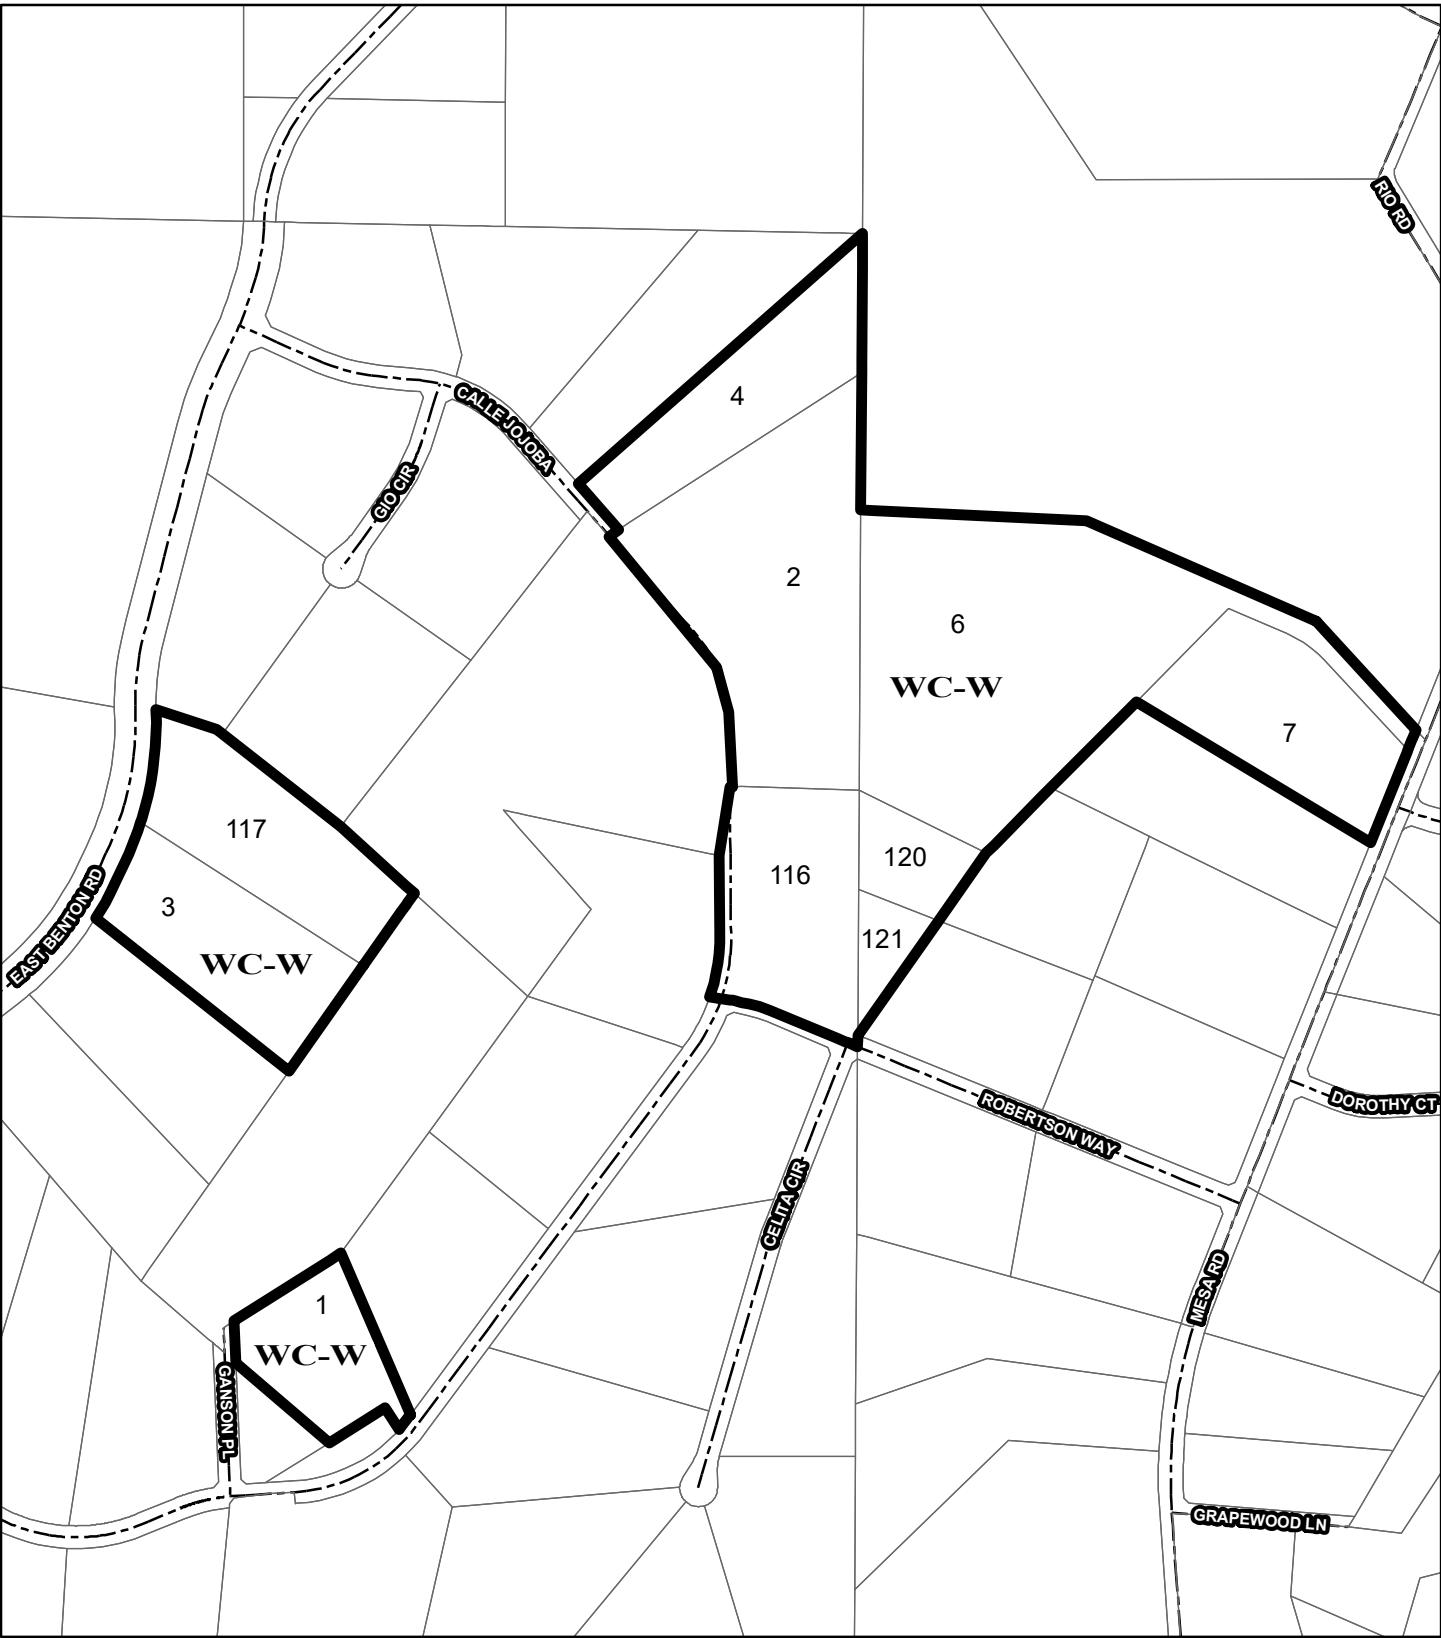 RIO RD
CALLE JOJOBA
4
GIO CIR
2
6
WC-W
7
117
116
120
3
121
EAST BENTON RD
WC-W
ROBERTSON WAY
DOROTHY CT
CELITA CIR
MESA RD
1
WC-W
GANSON PL
GRAPEWOOD LN